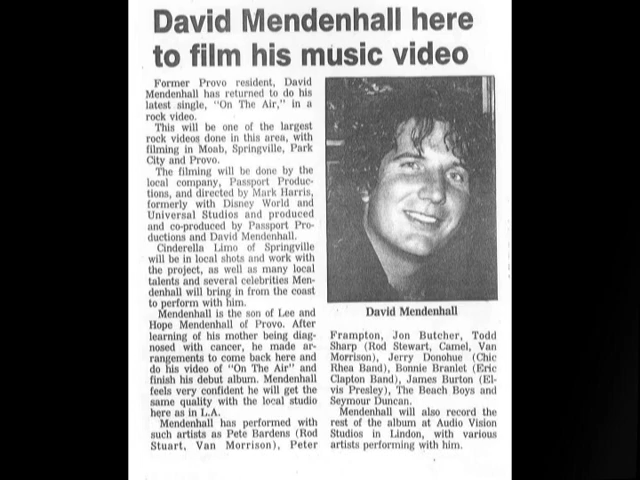 David Mendenhall here
to film his music video
Former Provo resident, David
Mendenhall has returned to do his
latest single, "On The Air," in a
rock video.
This will be one of the largest
rock videos done in this area, with
filming in Moab, Springville, Park
City and Provo.
The filming will be done by the
local company, Passport Produc-
tions, and directed by Mark Harris,
formerly with Disney World and
Universal Studios and produced
and co-produced by Passport Pro-
ductions and David Mendenhall.
Cinderella Limo of Springville
will be in local shots and work with
the project, as well as many local
talents and several celebrities Men-
denhall will bring in from the coast
to perform with him.
Mendenhall is the son of Lee and
Hope Mendenhall of Provo. After
learning of his mother being diag-
nosed with cancer, he made ar-
rangements to come back here and
do his video of "On The Air" and
finish his debut album. Mendenhall
feels very confident he will get the
same quality with the local studio
here as in L.A.
Mendenhall has performed with
such artists as Pete Bardens (Rod
Stuart, Van Morrison), Peter
David Mendenhall
Frampton, Jon Butcher, Todd
Sharp (Rod Stewart, Camel, Van
Morrison), Jerry Donohue (Chic
Rhea Band), Bonnie Branlet (Eric
Clapton Band), James Burton (El-
vis Presley), The Beach Boys and
Seymour Duncan.
Mendenhall will also record the
rest of the album at Audio Vision
Studios in Lindon, with various
artists performing with him.